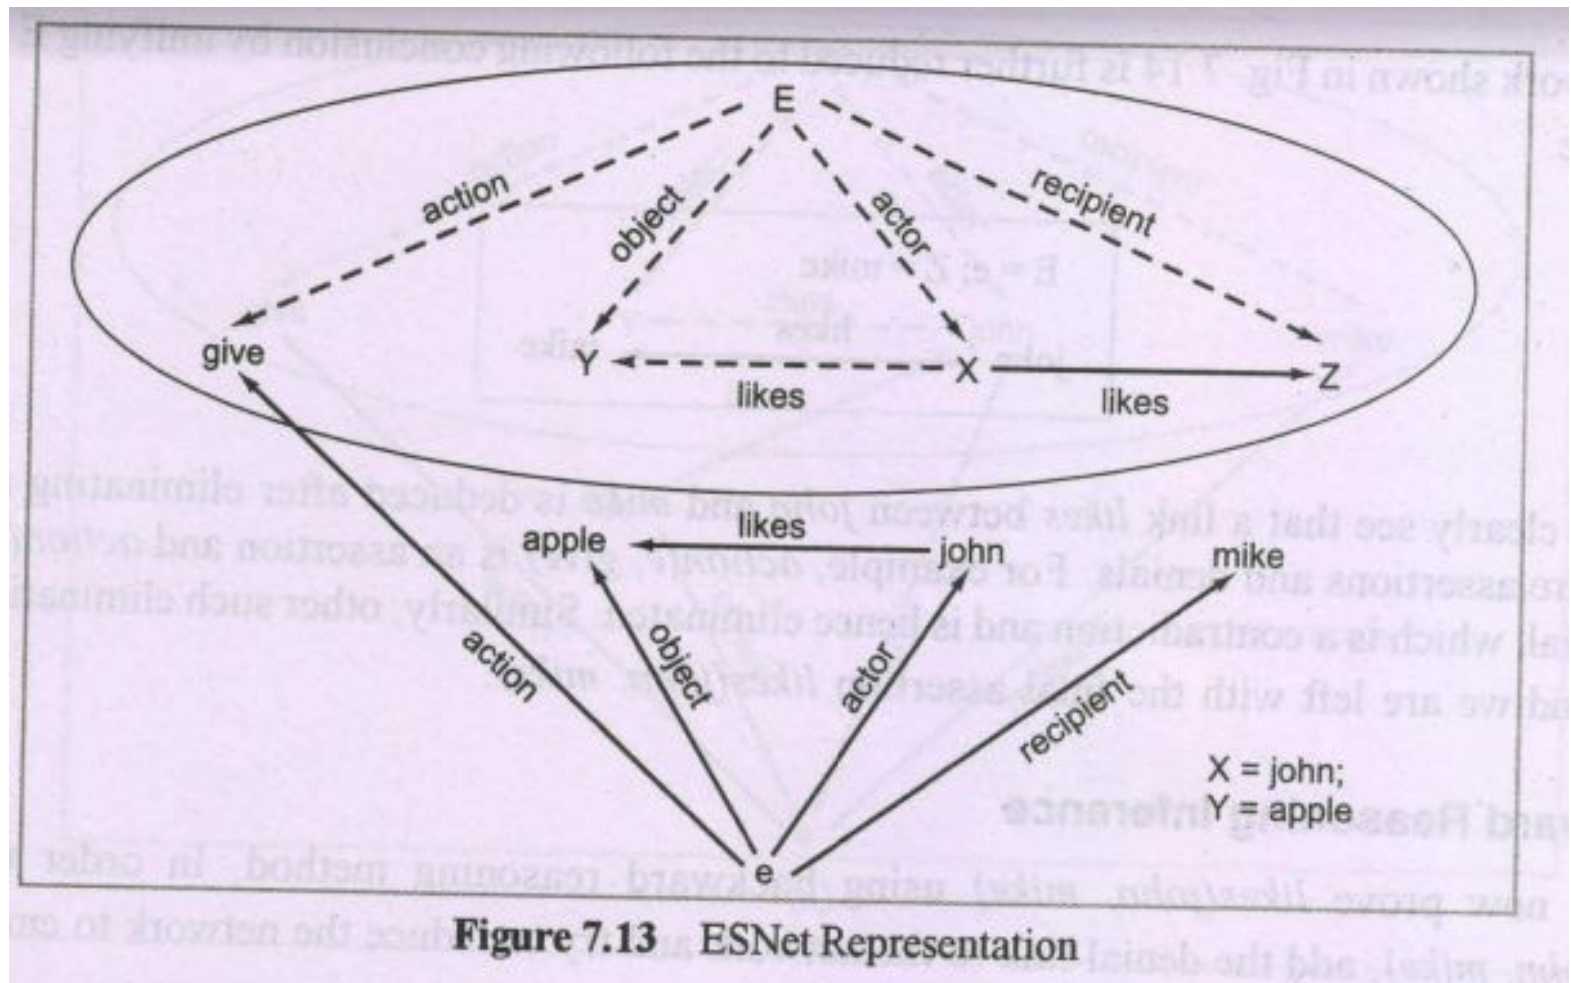 E
action
object
actor
recipient
give
Y
likes
X
likes
Z
apple
likes
john
mike
action
object
actor
recipient
X = john;
Y = apple
e
Figure 7.13 ESNet Representation